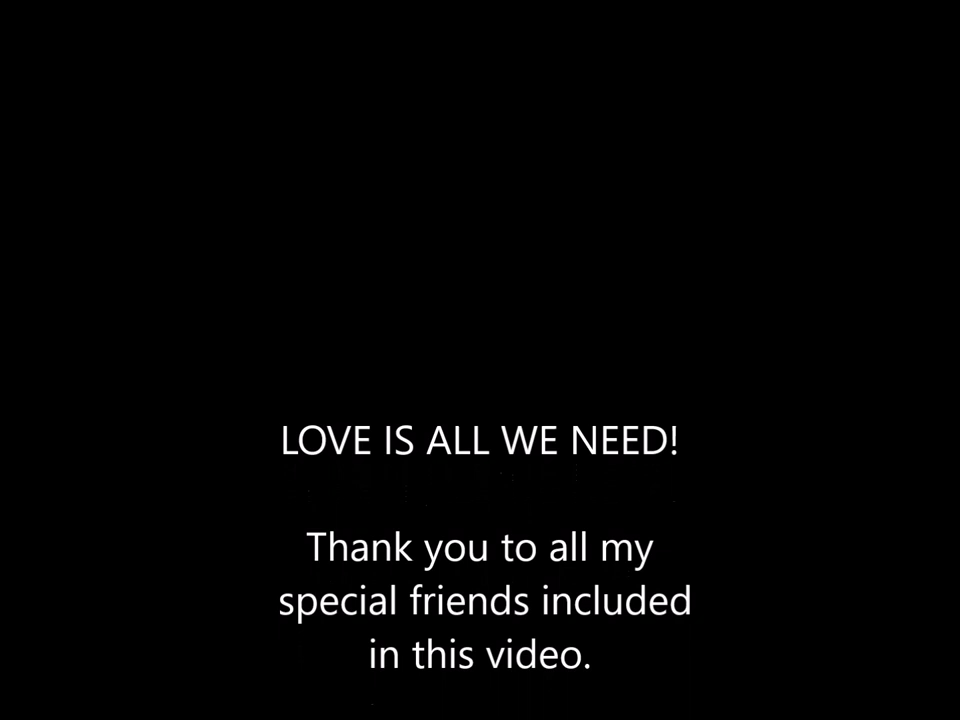 LOVE IS ALL WE NEED!
Thank you to all my
special friends included
in this video.